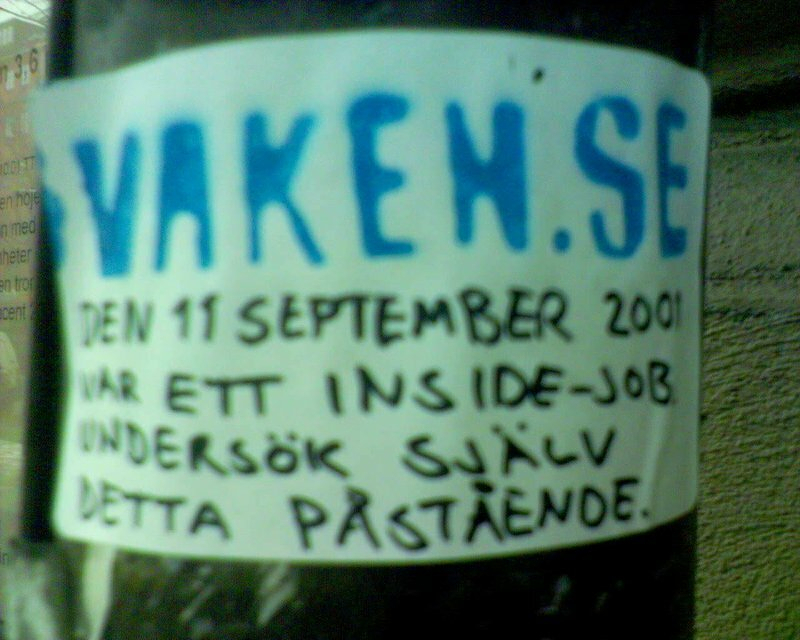 VAKEN.SE
DEN 11 SEPTEMBER 2001
VAR ETT INSIDE-JOB.
UNDERSÖK SJÄLV
DETTA PÅSTÅENDE.